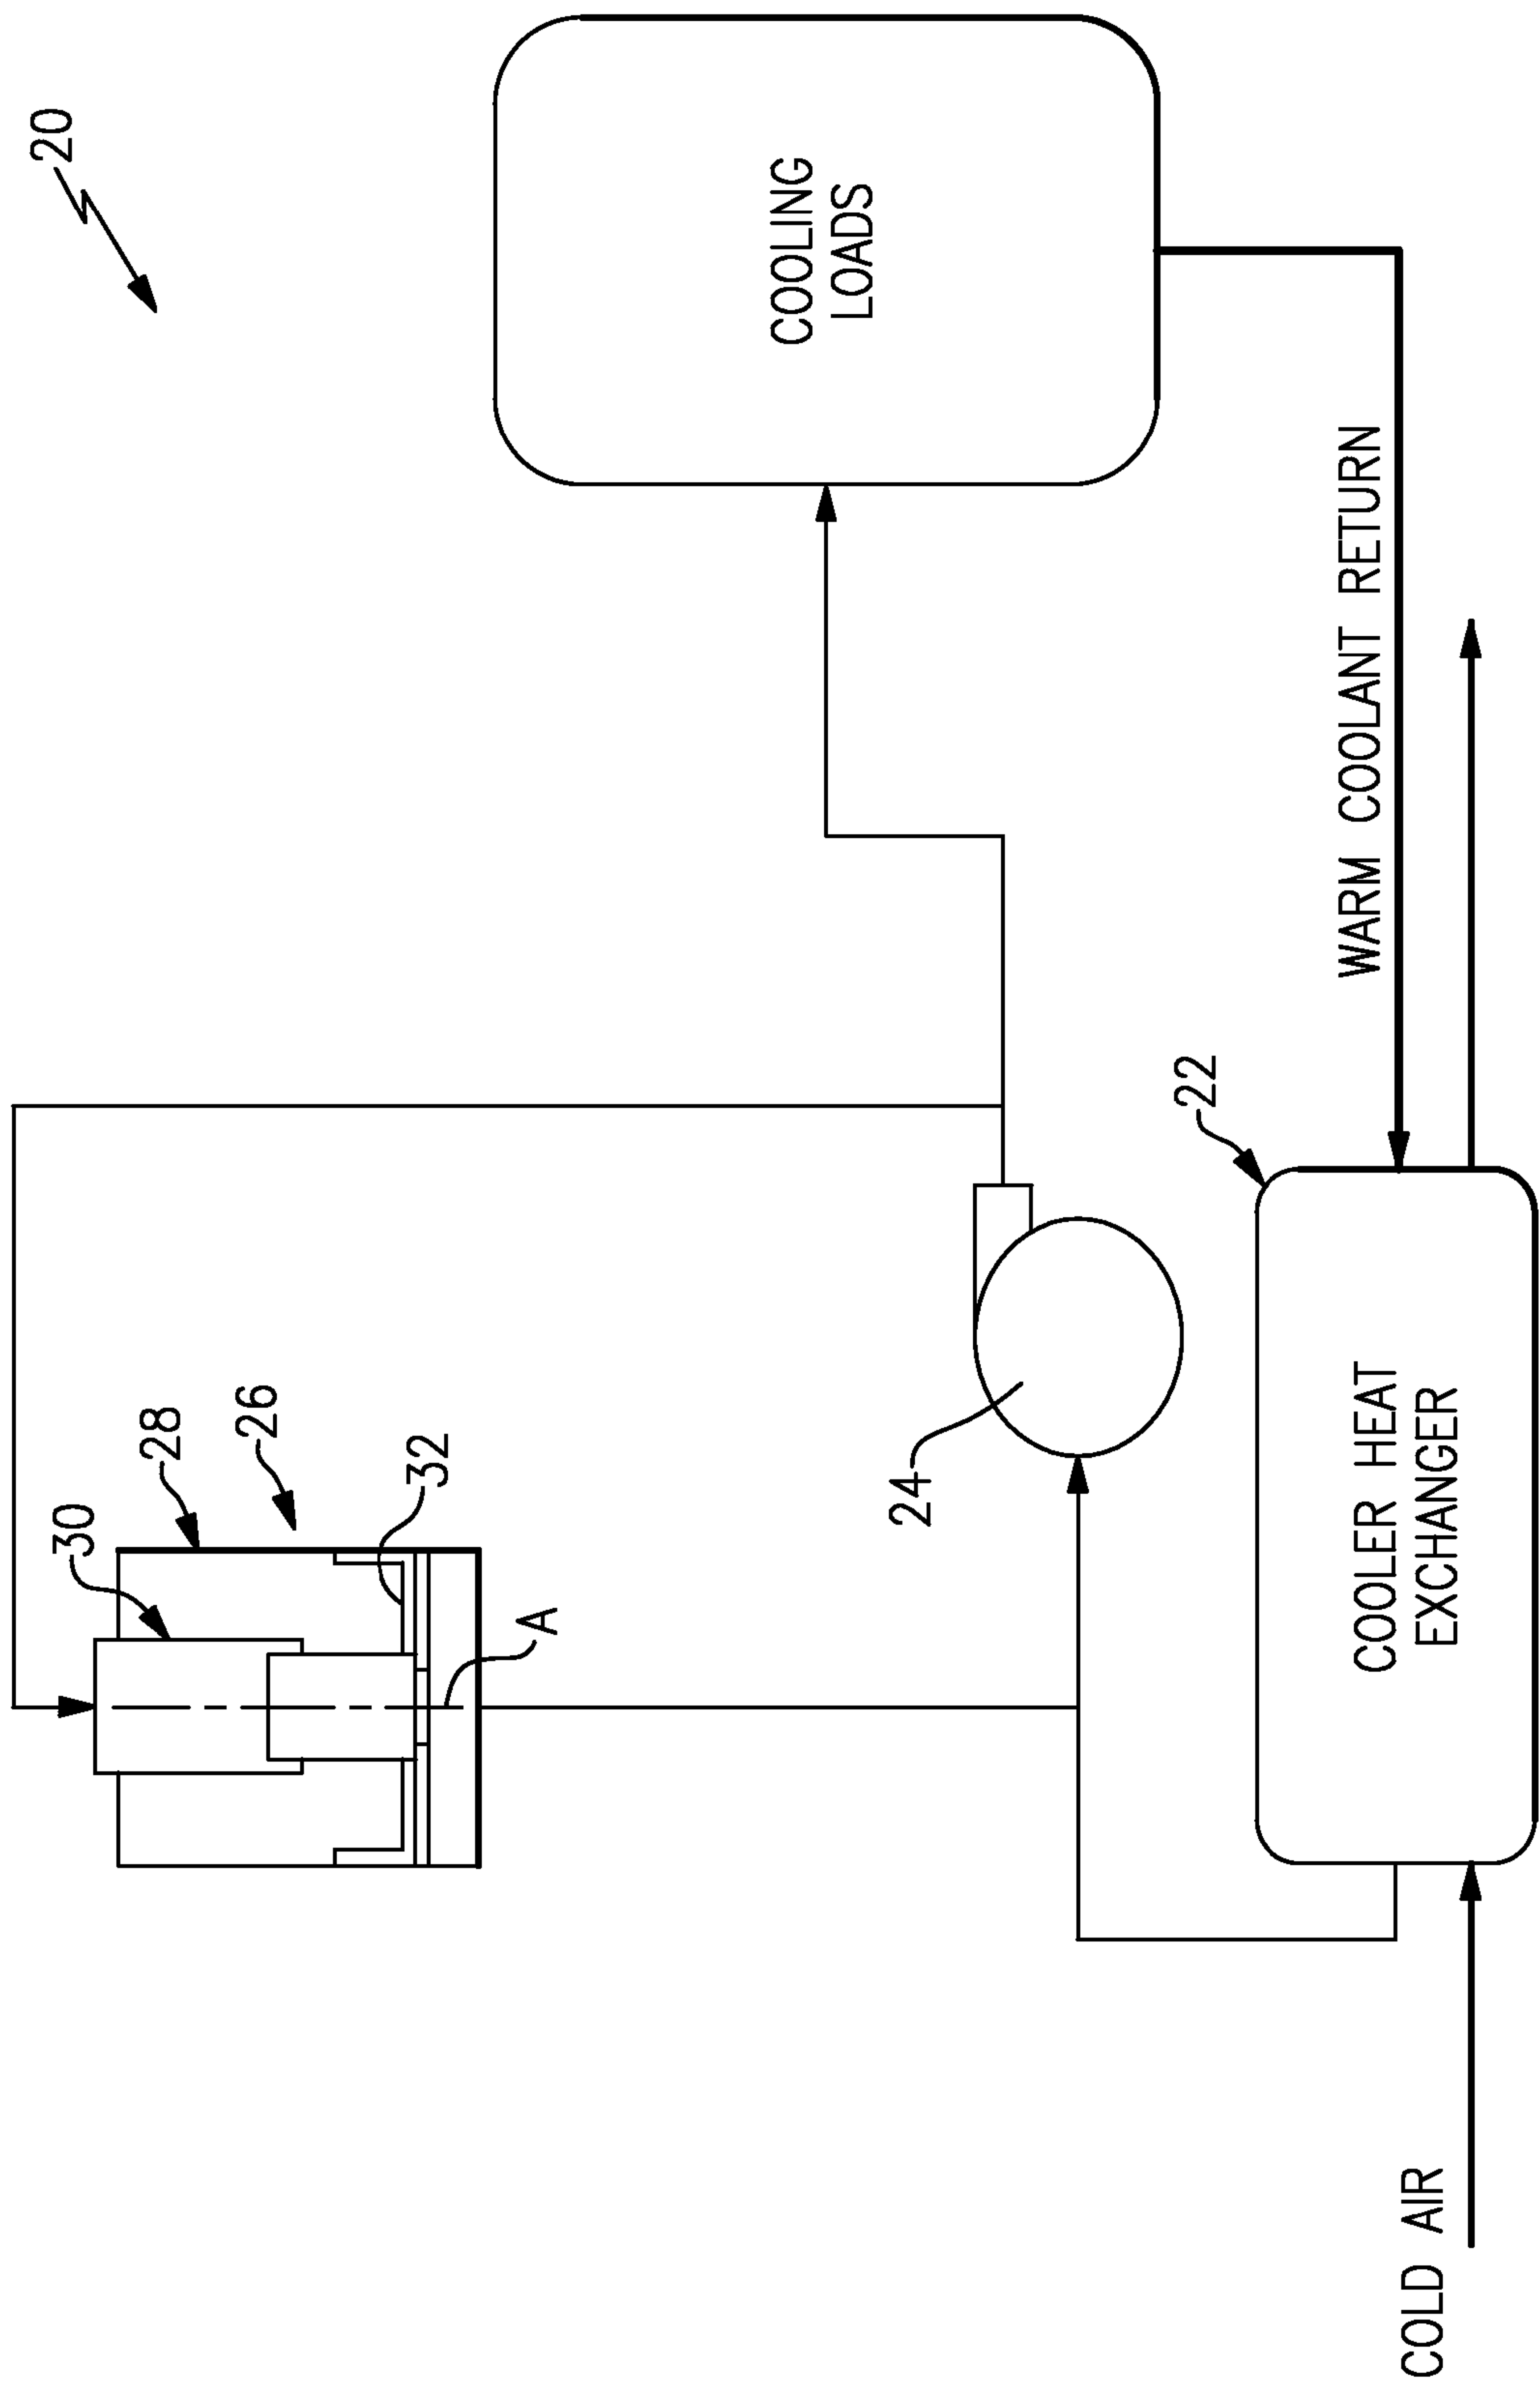 20
COOLING
LOADS
30
28
26
32
A
24
22
WARM COOLANT RETURN
COOLER HEAT
EXCHANGER
COLD AIR